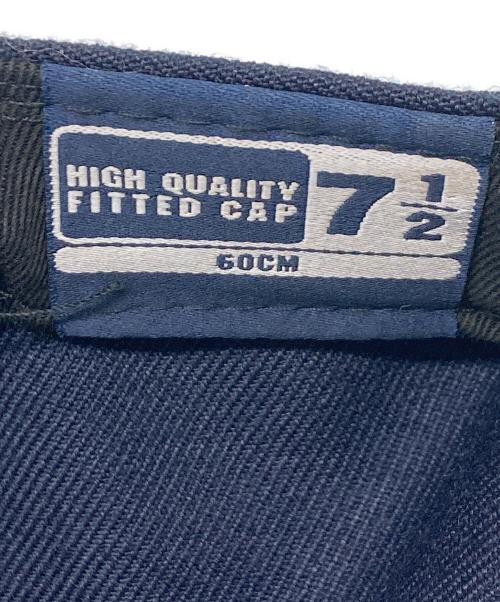 HIGH QUALITY
FITTED CAP
7 1/2
60CM